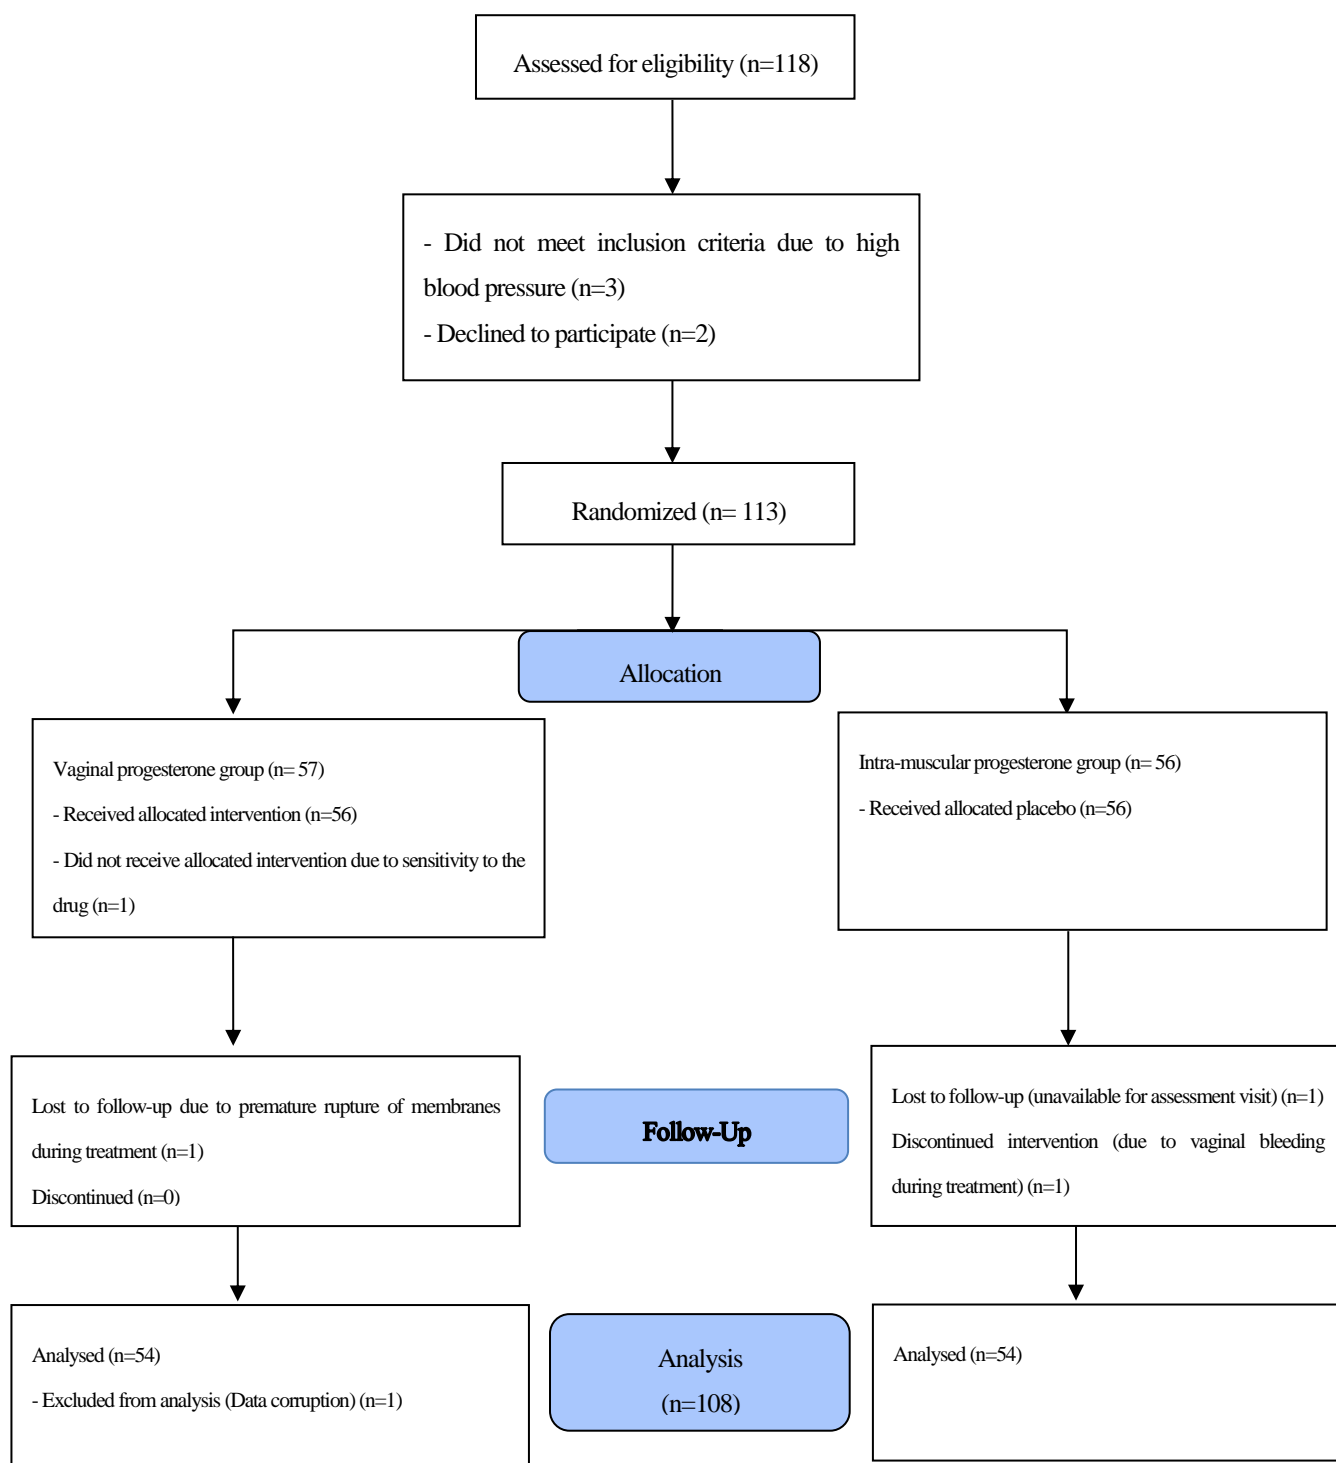 Assessed for eligibility (n=118)
- Did not meet inclusion criteria due to high
blood pressure (n=3)
- Declined to participate (n=2)
Randomized (n= 113)
Allocation
Vaginal progesterone group (n= 57)
- Received allocated intervention (n=56)
- Did not receive allocated intervention due to sensitivity to the
drug (n=1)
Intra-muscular progesterone group (n= 56)
- Received allocated placebo (n=56)
Lost to follow-up due to premature rupture of membranes
during treatment (n=1)
Discontinued (n=0)
Follow-Up
Lost to follow-up (unavailable for assessment visit) (n=1)
Discontinued intervention (due to vaginal bleeding
during treatment) (n=1)
Analysed (n=54)
- Excluded from analysis (Data corruption) (n=1)
Analysis
(n=108)
Analysed (n=54)